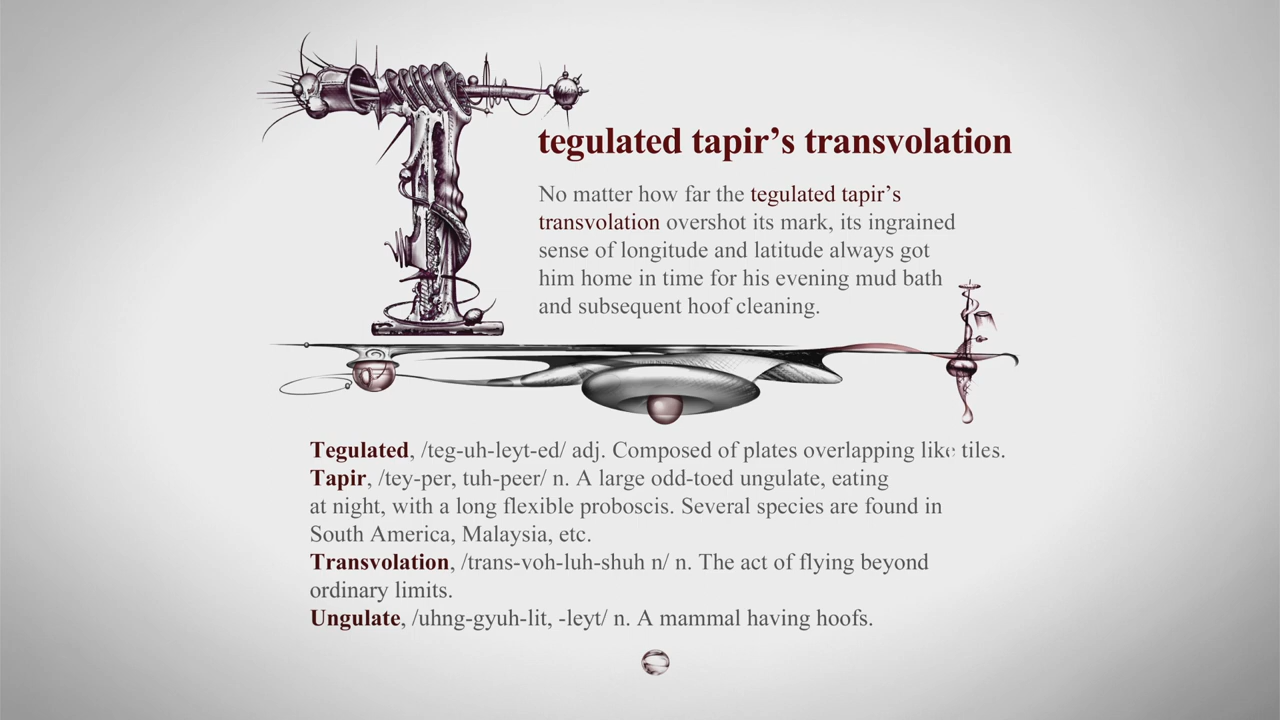 tegulated tapir’s transvolation
No matter how far the tegulated tapir’s
transvolation overshot its mark, its ingrained
sense of longitude and latitude always got
him home in time for his evening mud bath
and subsequent hoof cleaning.
Tegulated, /teg-uh-leyt-ed/ adj. Composed of plates overlapping like tiles.
Tapir, /tey-per, tuh-peer/ n. A large odd-toed ungulate, eating
at night, with a long flexible proboscis. Several species are found in
South America, Malaysia, etc.
Transvolation, /trans-voh-luh-shuh n/ n. The act of flying beyond
ordinary limits.
Ungulate, /uhng-gyuh-lit, -leyt/ n. A mammal having hoofs.